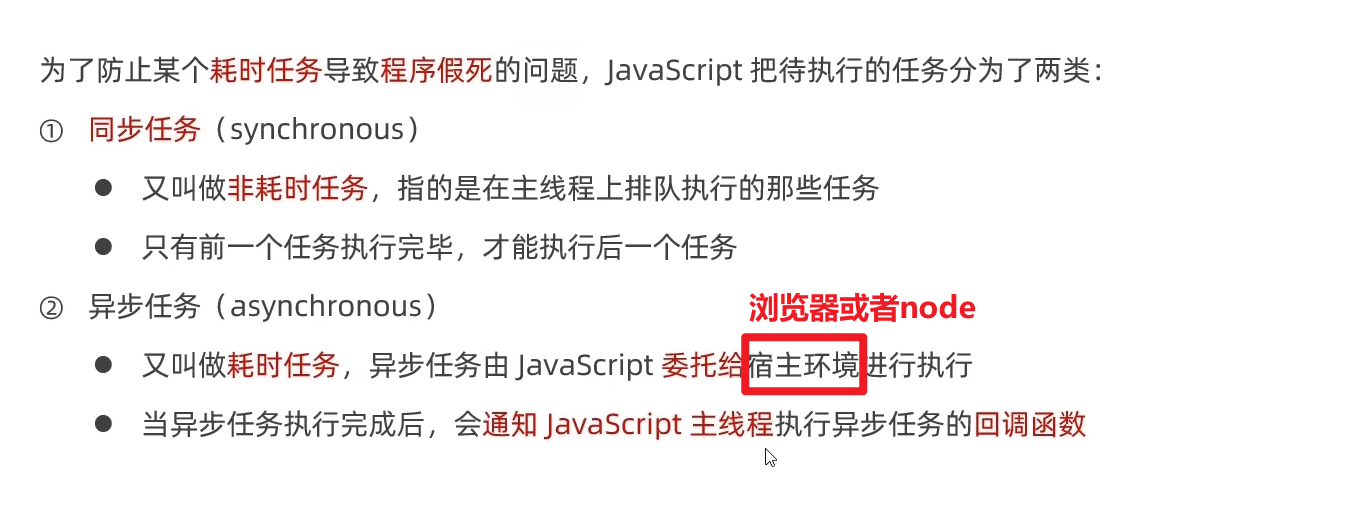 为了防止某个耗时任务导致程序假死的问题，JavaScript 把待执行的任务分为了两类：
① 同步任务（synchronous）
● 又叫做非耗时任务，指的是在主线程上排队执行的那些任务
● 只有前一个任务执行完毕，才能执行后一个任务
② 异步任务（asynchronous）
浏览器或者node
● 又叫做耗时任务，异步任务由 JavaScript 委托给宿主环境进行执行
● 当异步任务执行完成后，会通知 JavaScript 主线程执行异步任务的回调函数